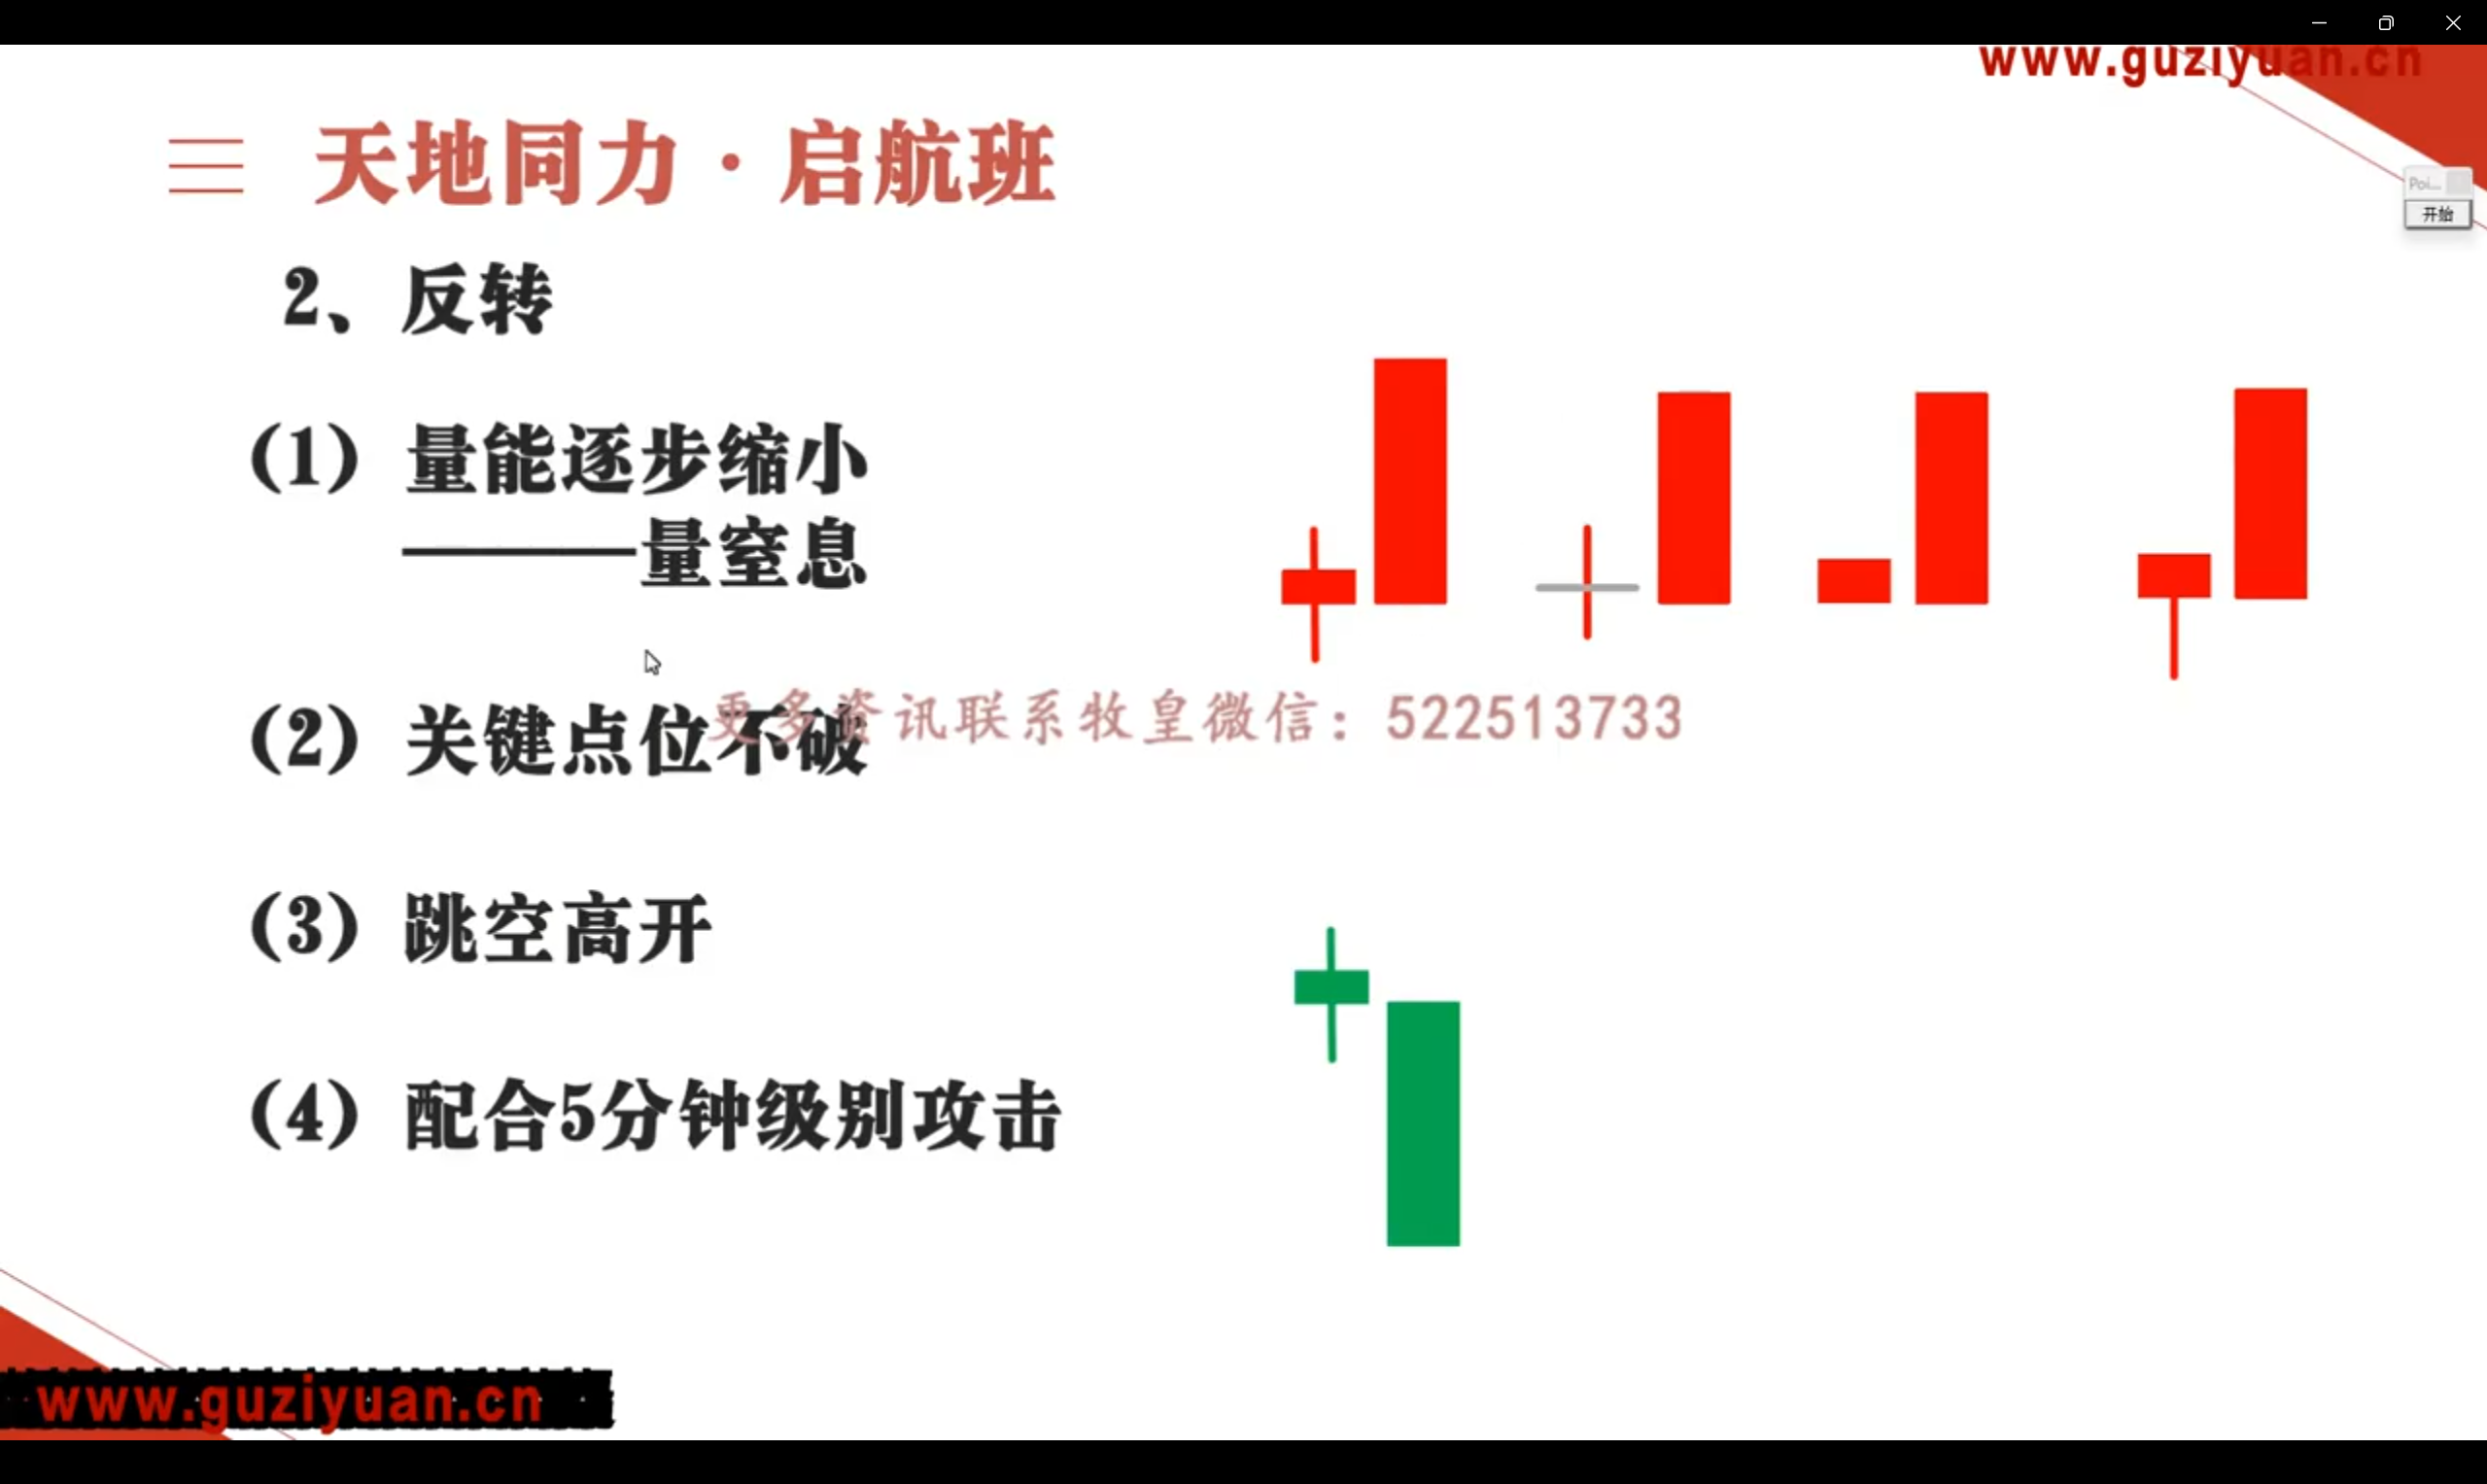 www.guziyuan.cn
天地同力·启航班
Poi...
开始
2、反转
(1) 量能逐步缩小
———量窒息
(2) 关键点位不破
更多资讯联系牧皇微信：522513733
(3) 跳空高开
(4) 配合5分钟级别攻击
www.guziyuan.cn